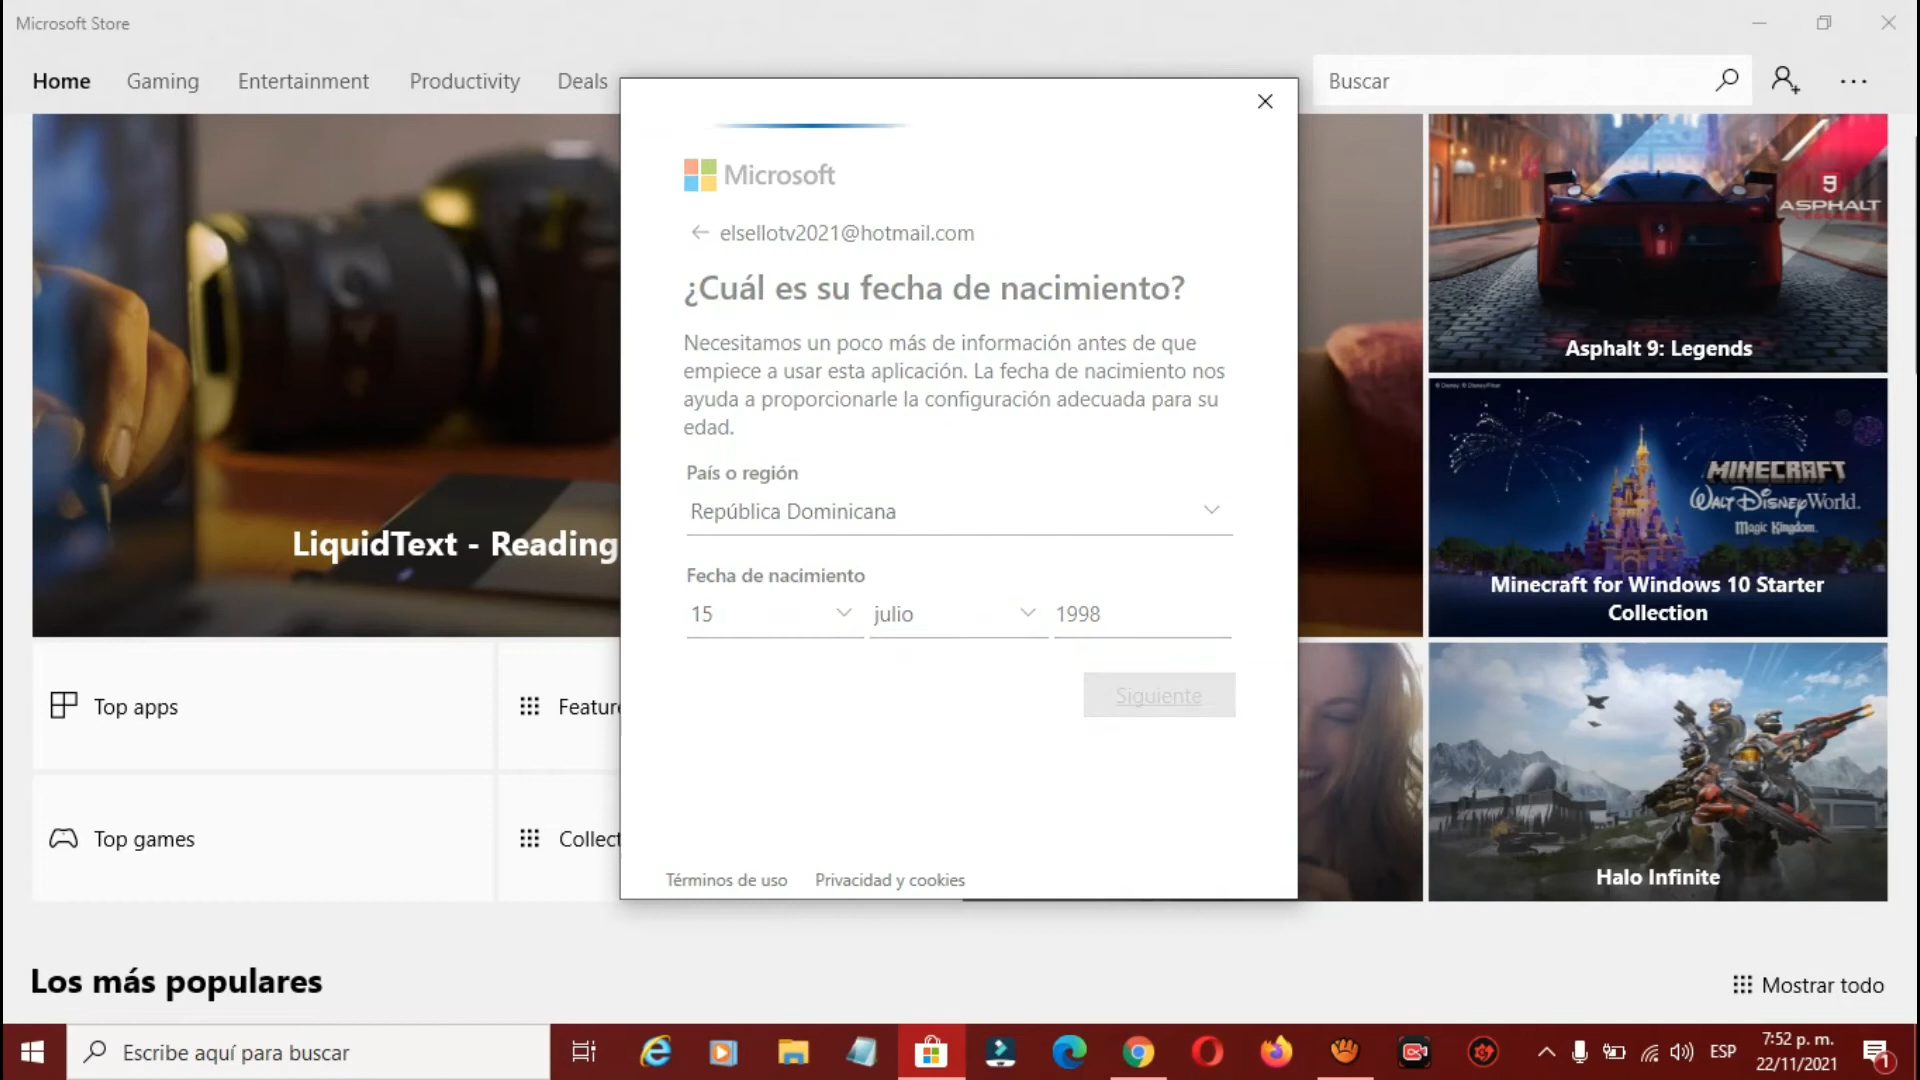 Microsoft Store
Home Gaming Entertainment Productivity Deals
Buscar
Microsoft
elsellotv2021@hotmail.com
¿Cuál es su fecha de nacimiento?
Necesitamos un poco más de información antes de que
empiece a usar esta aplicación. La fecha de nacimiento nos
ayuda a proporcionarle la configuración adecuada para su
edad.
País o región
República Dominicana
Fecha de nacimiento
15 julio 1998
Siguiente
Términos de uso Privacidad y cookies
LiquidText - Reading
9
ASPHALT
Asphalt 9: Legends
MINECRAFT
Walt Disney World.
Magic Kingdom.
Minecraft for Windows 10 Starter
Collection
Halo Infinite
Top apps
Feature
Top games
Collect
Los más populares
Mostrar todo
Escribe aquí para buscar
ESP
7:52 p. m.
22/11/2021
1